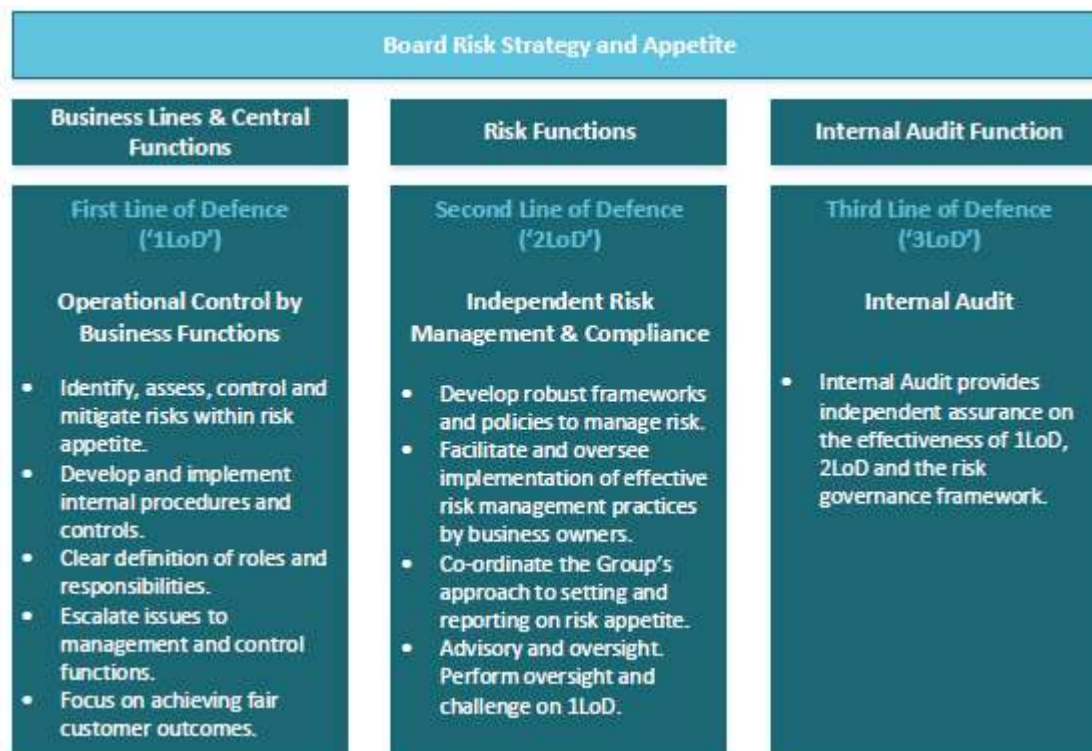 Board Risk Strategy and Appetite
Business Lines & Central
Functions
First Line of Defence
(‘1LoD’)
Operational Control by
Business Functions
• Identify, assess, control and
mitigate risks within risk
appetite.
• Develop and implement
internal procedures and
controls.
• Clear definition of roles and
responsibilities.
• Escalate issues to
management and control
functions.
• Focus on achieving fair
customer outcomes.
Risk Functions
Second Line of Defence
(‘2LoD’)
Independent Risk
Management & Compliance
• Develop robust frameworks
and policies to manage risk.
• Facilitate and oversee
implementation of effective
risk management practices
by business owners.
• Co-ordinate the Group’s
approach to setting and
reporting on risk appetite.
• Advisory and oversight.
Perform oversight and
challenge on 1LoD.
Internal Audit Function
Third Line of Defence
(‘3LoD’)
Internal Audit
• Internal Audit provides
independent assurance on
the effectiveness of 1LoD,
2LoD and the risk
governance framework.